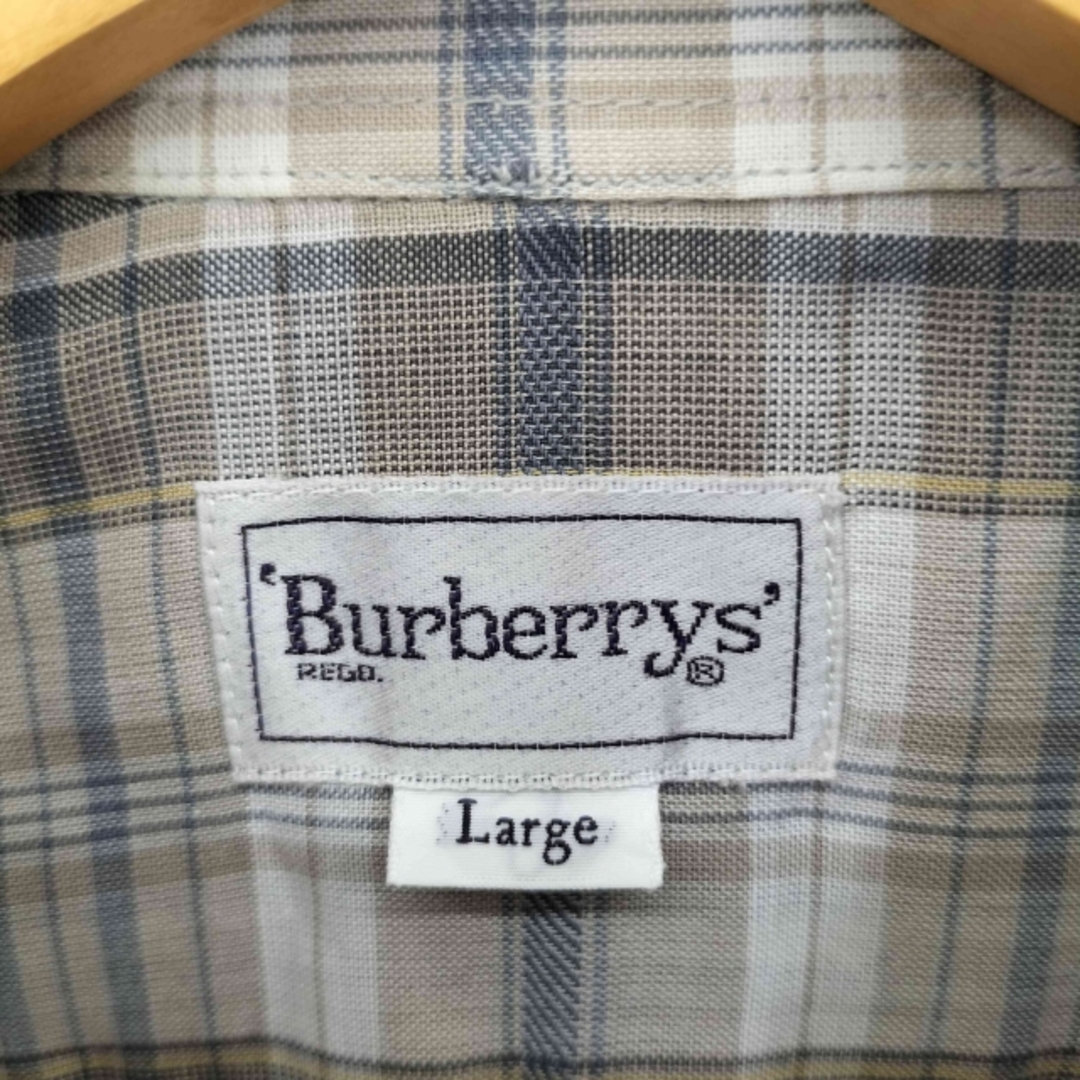 'Burberrys'
REGD. ®
Large